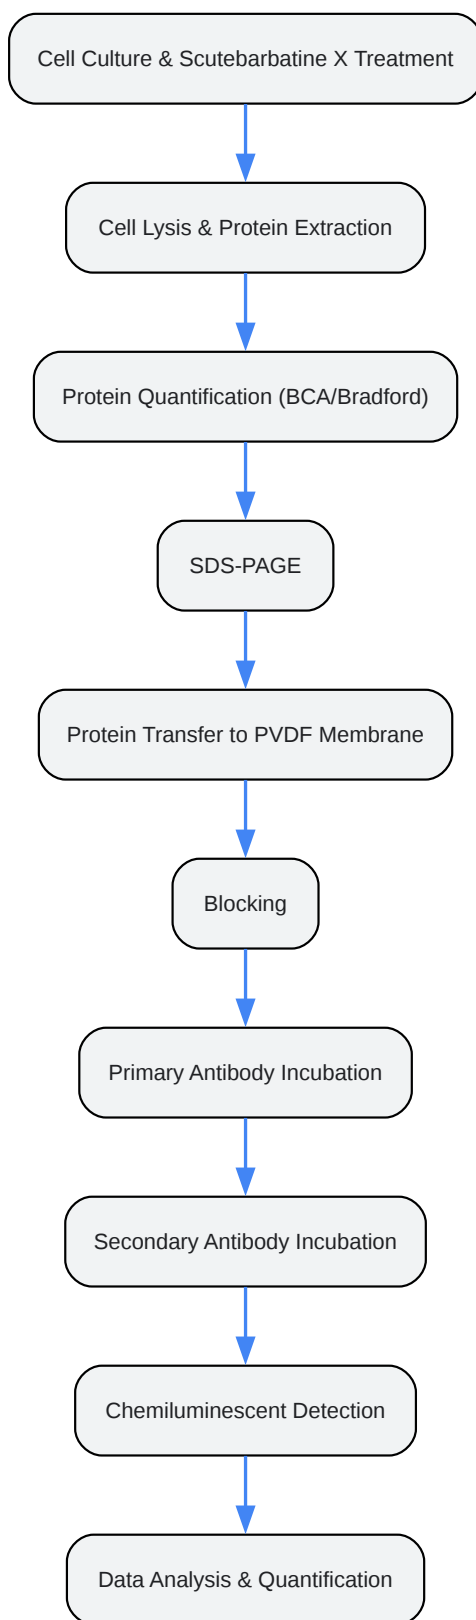 Cell Culture & Scutebarbatine X Treatment
Cell Lysis & Protein Extraction
Protein Quantification (BCA/Bradford)
SDS-PAGE
Protein Transfer to PVDF Membrane
Blocking
Primary Antibody Incubation
Secondary Antibody Incubation
Chemiluminescent Detection
Data Analysis & Quantification